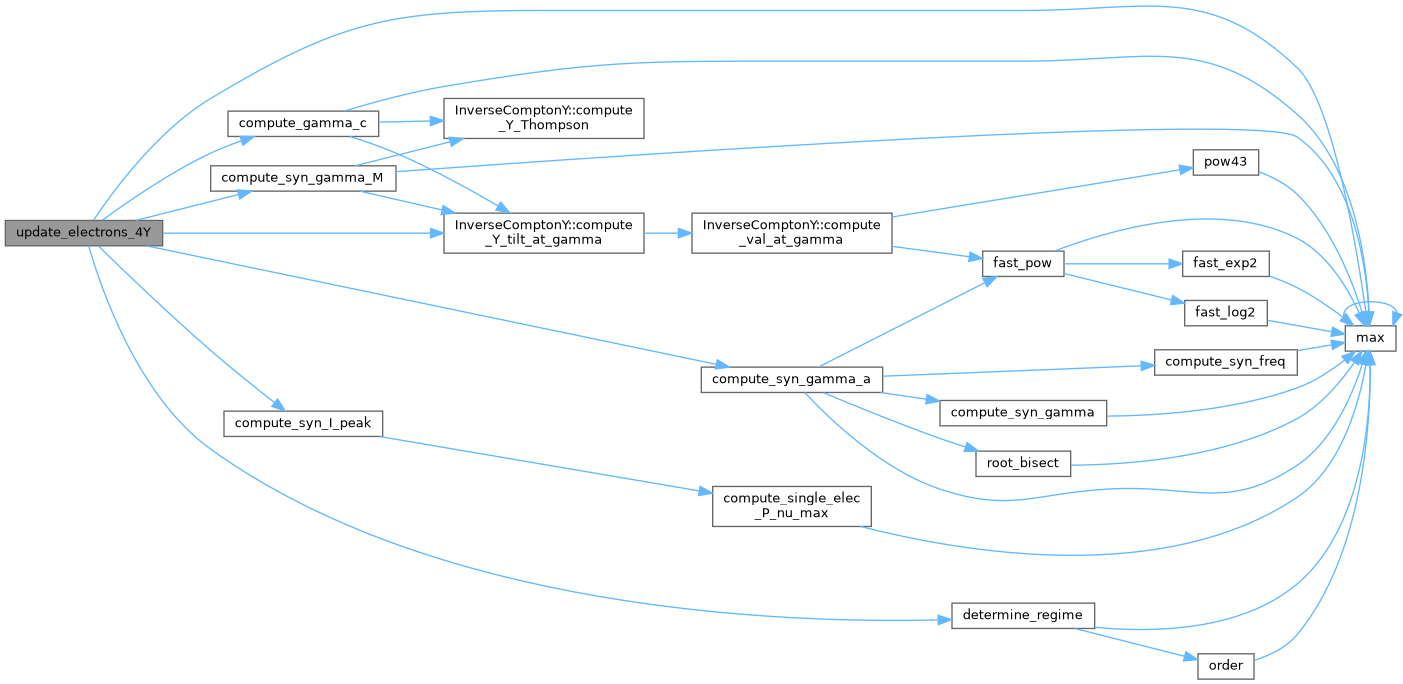 update_electrons_4Y
compute_gamma_c
compute_syn_gamma_M
InverseComptonY::compute
_Y_Thompson
InverseComptonY::compute
_Y_tilt_at_gamma
InverseComptonY::compute
_val_at_gamma
pow43
fast_pow
fast_exp2
fast_log2
max
compute_syn_gamma_a
compute_syn_freq
compute_syn_gamma
root_bisect
compute_syn_I_peak
compute_single_elec
_P_nu_max
determine_regime
order